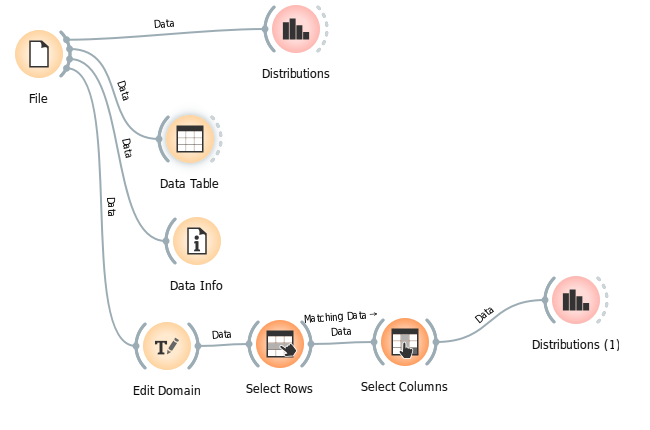 Data
Distributions
File
Data
Data Table
Data
Data
Data Info
Matching Data →
Data
Data
Data
Distributions (1)
Edit Domain
Select Rows
Select Columns